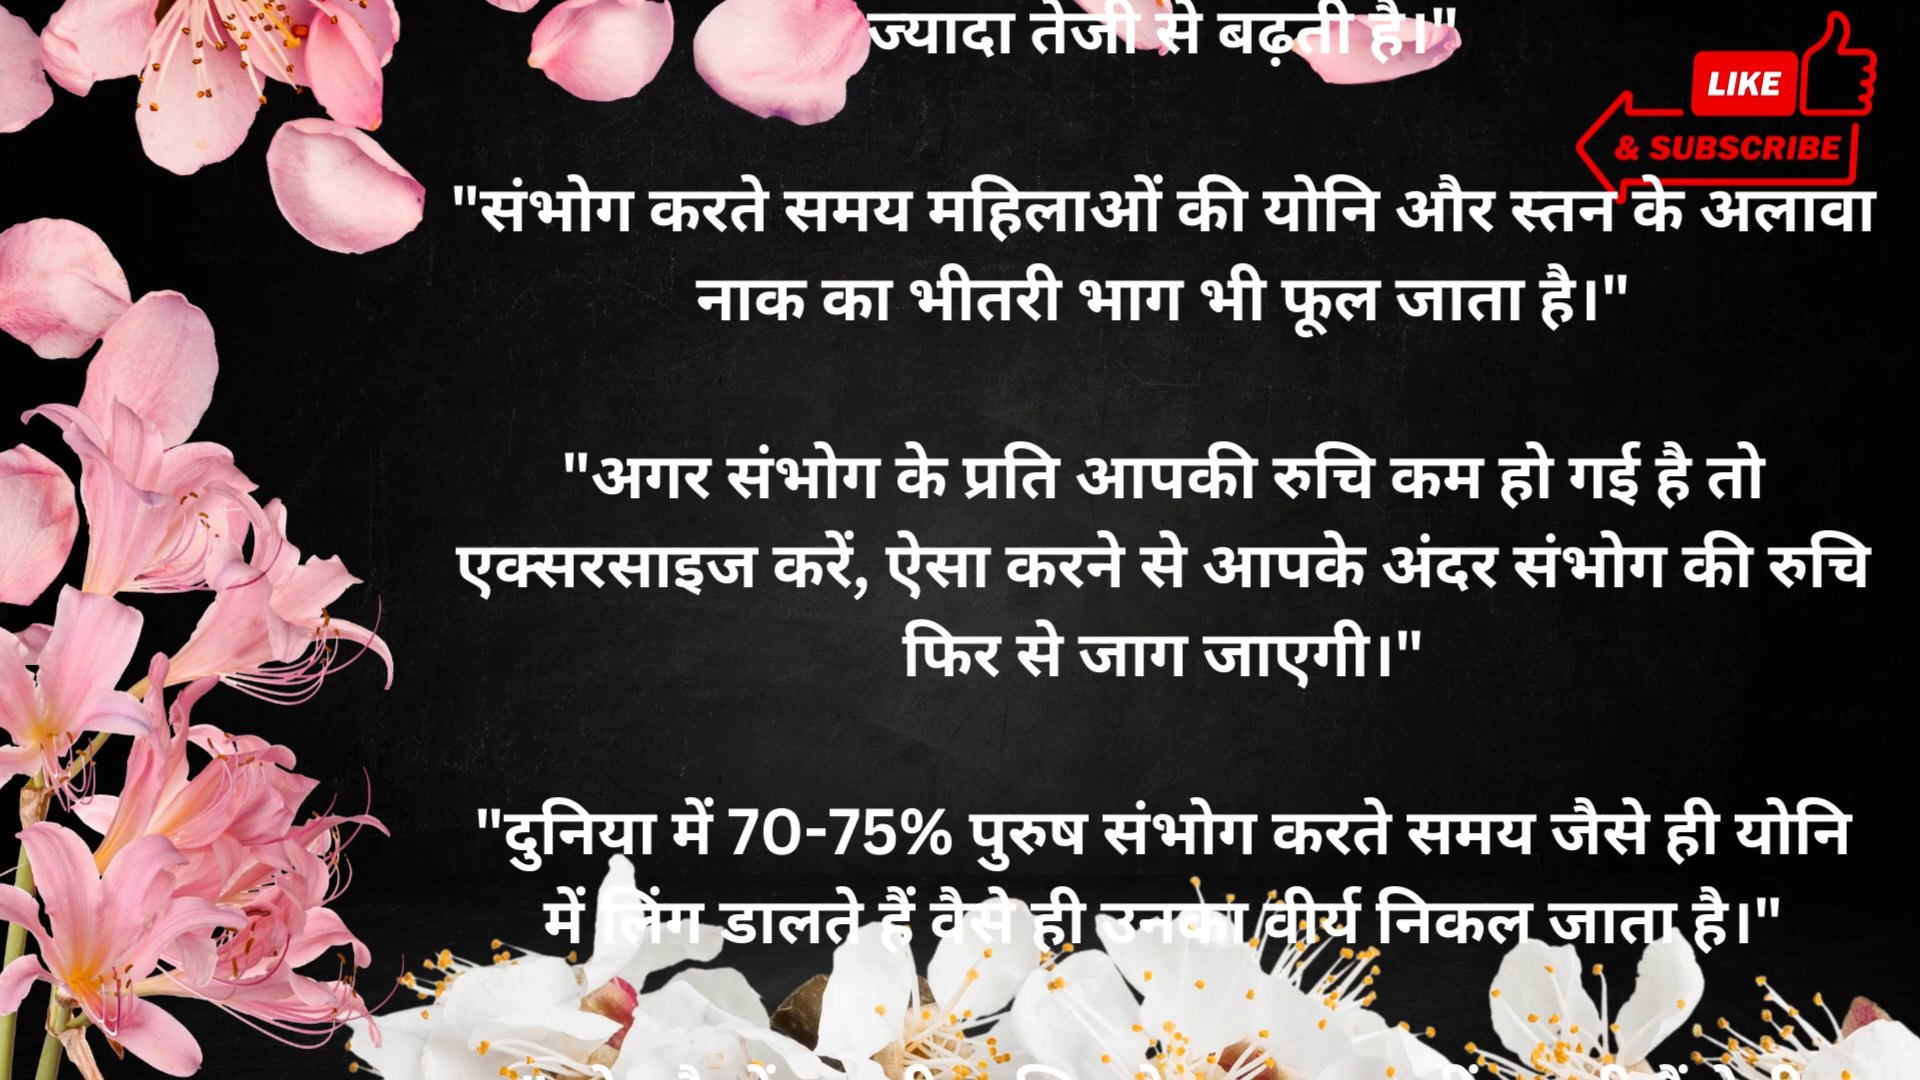 ज्यादा तेजी से बढ़ती है।"
LIKE
& SUBSCRIBE
"संभोग करते समय महिलाओं की योनि और स्तन के अलावा
नाक का भीतरी भाग भी फूल जाता है।"
"अगर संभोग के प्रति आपकी रुचि कम हो गई है तो
एक्सरसाइज करें, ऐसा करने से आपके अंदर संभोग की रुचि
फिर से जाग जाएगी।"
"दुनिया में 70-75% पुरुष संभोग करते समय जैसे ही योनि
में लिंग डालते हैं वैसे ही उनका वीर्य निकल जाता है।"